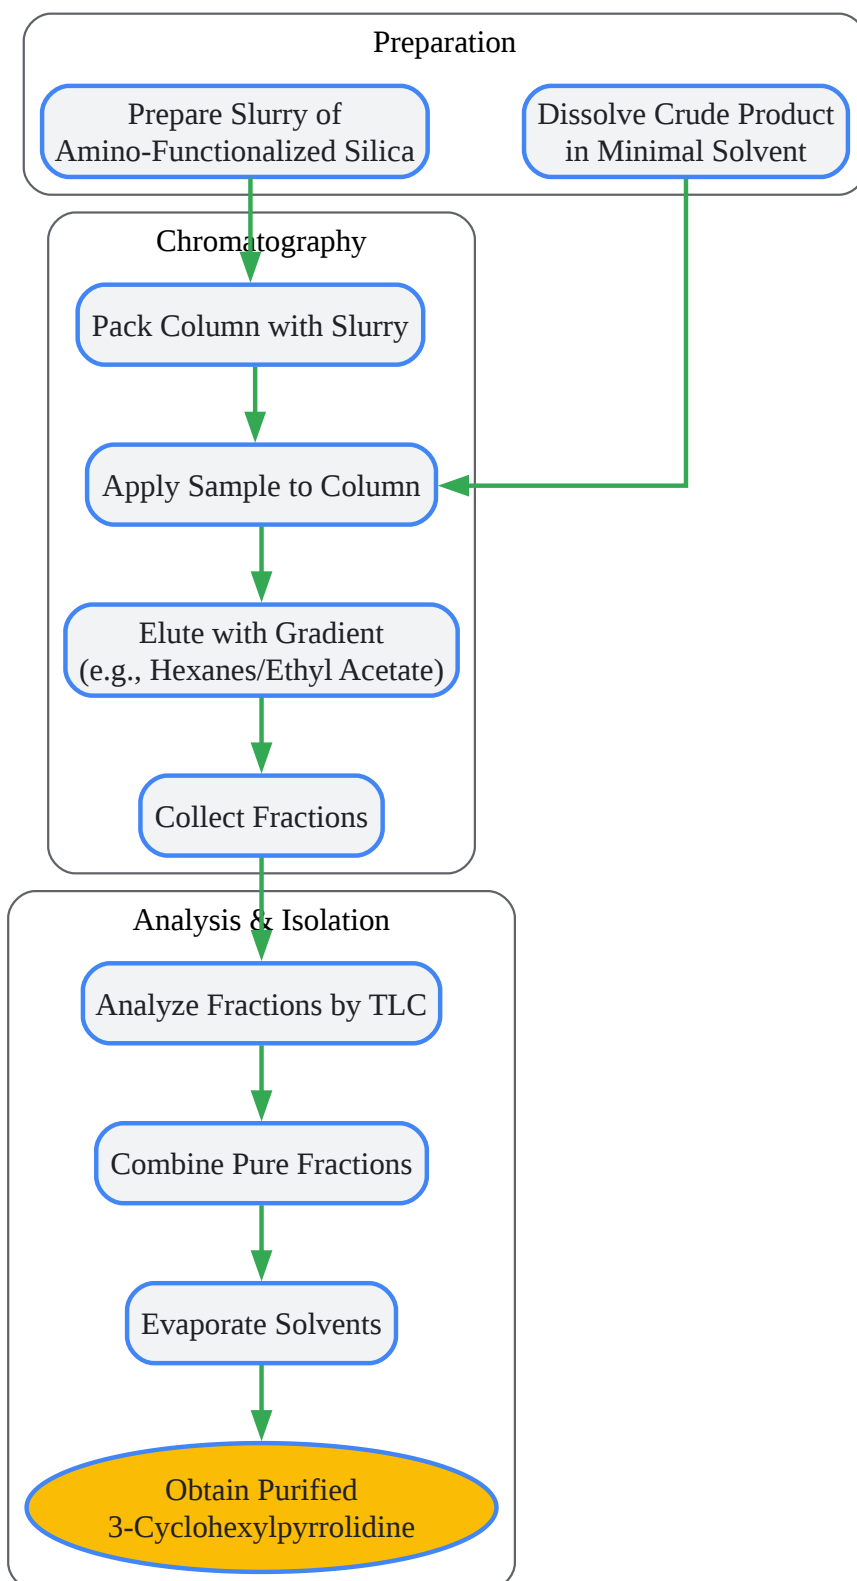 Preparation
Prepare Slurry of
Amino-Functionalized Silica
Dissolve Crude Product
in Minimal Solvent
Chromatography
Pack Column with Slurry
Apply Sample to Column
Elute with Gradient
(e.g., Hexanes/Ethyl Acetate)
Collect Fractions
Analysis & Isolation
Analyze Fractions by TLC
Combine Pure Fractions
Evaporate Solvents
Obtain Purified
3-Cyclohexylpyrrolidine